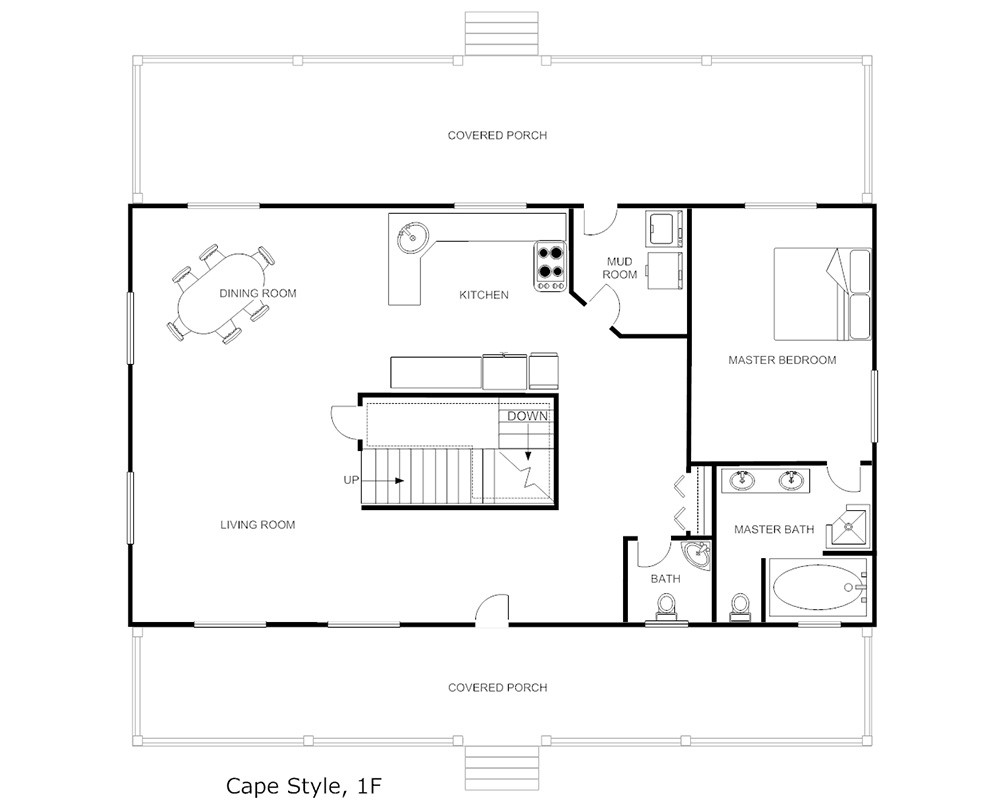 COVERED PORCH
MUD
ROOM
DINING ROOM
KITCHEN
MASTER BEDROOM
DOWN
UP
LIVING ROOM
MASTER BATH
BATH
COVERED PORCH
Cape Style, 1F